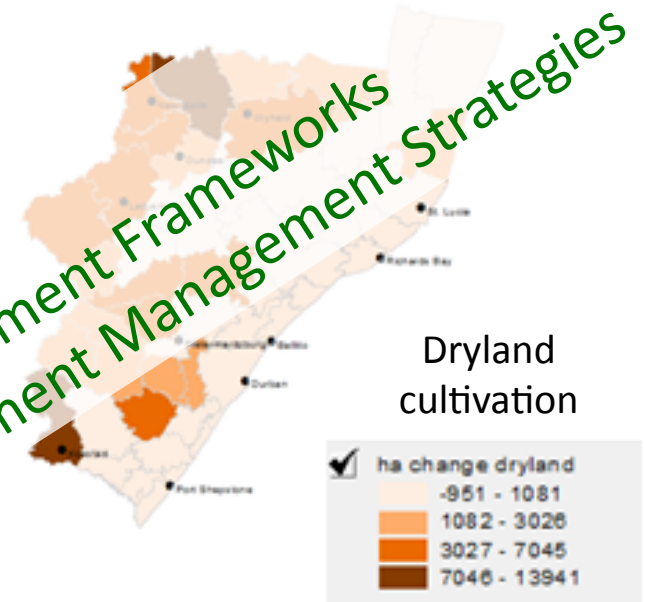 ment Frameworks
ment Management Strategies
St. Lucia
Richards Bay
Durban
Port Shepstone
Dryland
cultivation
ha change dryland
-951 - 1081
1082 - 3026
3027 - 7045
7046 - 13941